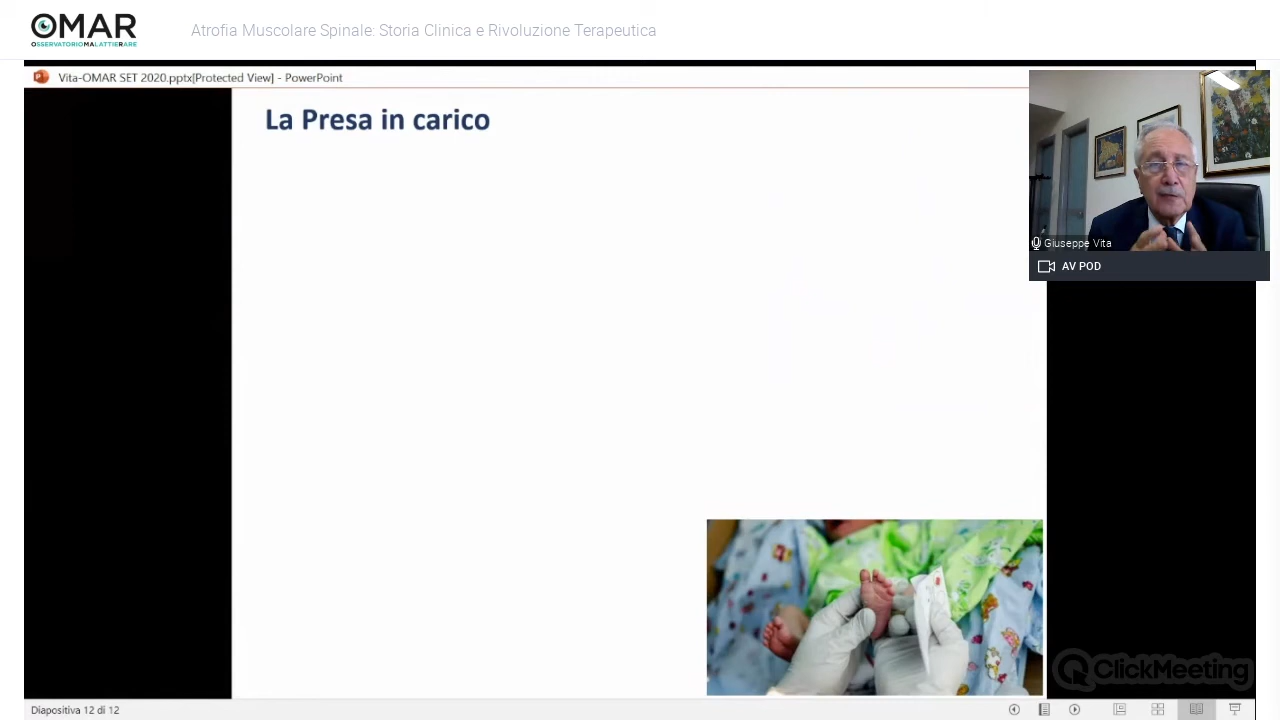 OMAR
OSSERVATORIOMALATTIERARE
Atrofia Muscolare Spinale: Storia Clinica e Rivoluzione Terapeutica
Vita-OMAR SET 2020.pptx[Protected View] - PowerPoint
La Presa in carico
Giuseppe Vita
AV POD
ClickMeeting
Diapositiva 12 di 12